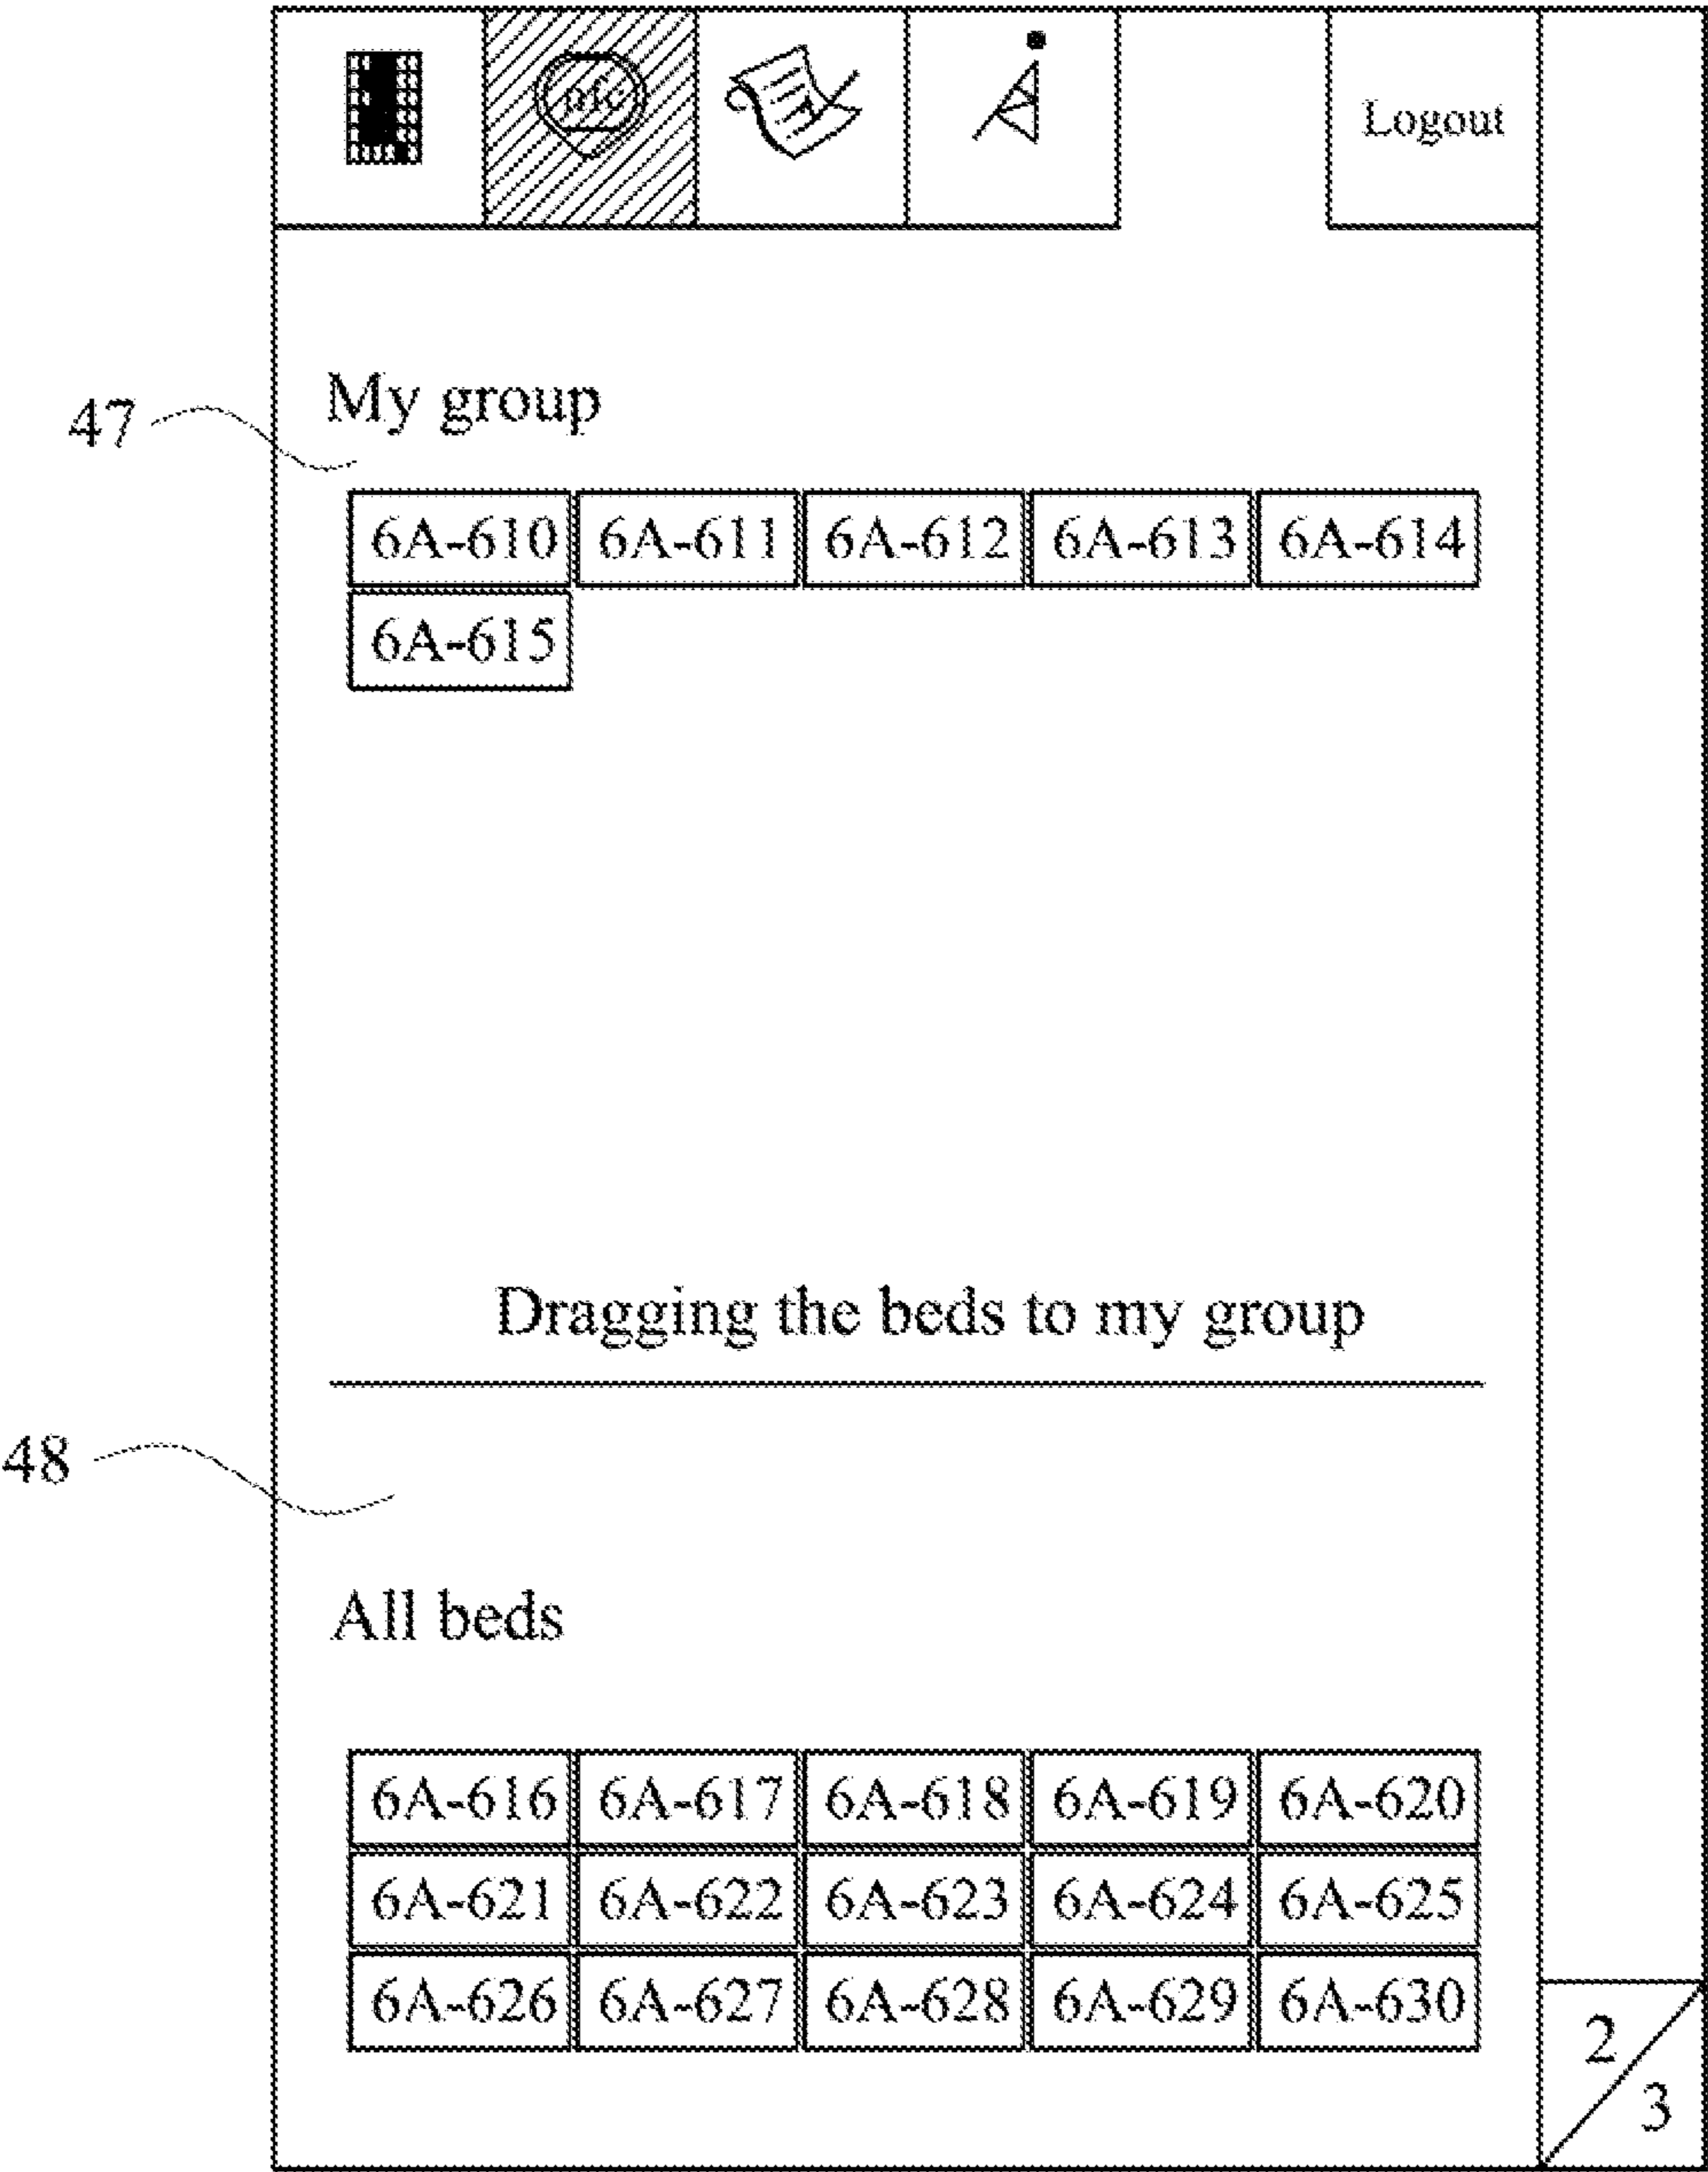 nfc
Logout
My group
47
6A-610 6A-611 6A-612 6A-613 6A-614
6A-615
Dragging the beds to my group
48
All beds
6A-616 6A-617 6A-618 6A-619 6A-620
6A-621 6A-622 6A-623 6A-624 6A-625
6A-626 6A-627 6A-628 6A-629 6A-630
2
3